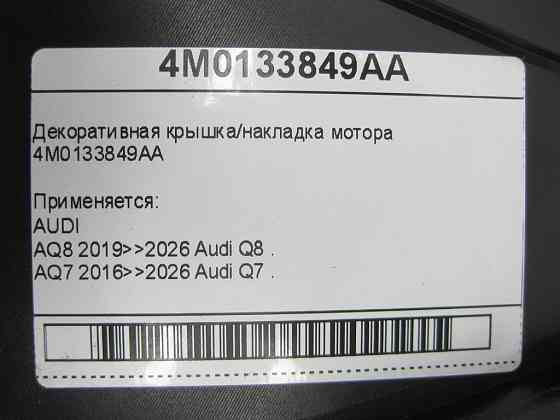 4M0133849AA
Декоративная крышка/накладка мотора
4M0133849AA
Применяется:
AUDI
AQ8 2019>>2026 Audi Q8 .
AQ7 2016>>2026 Audi Q7 .